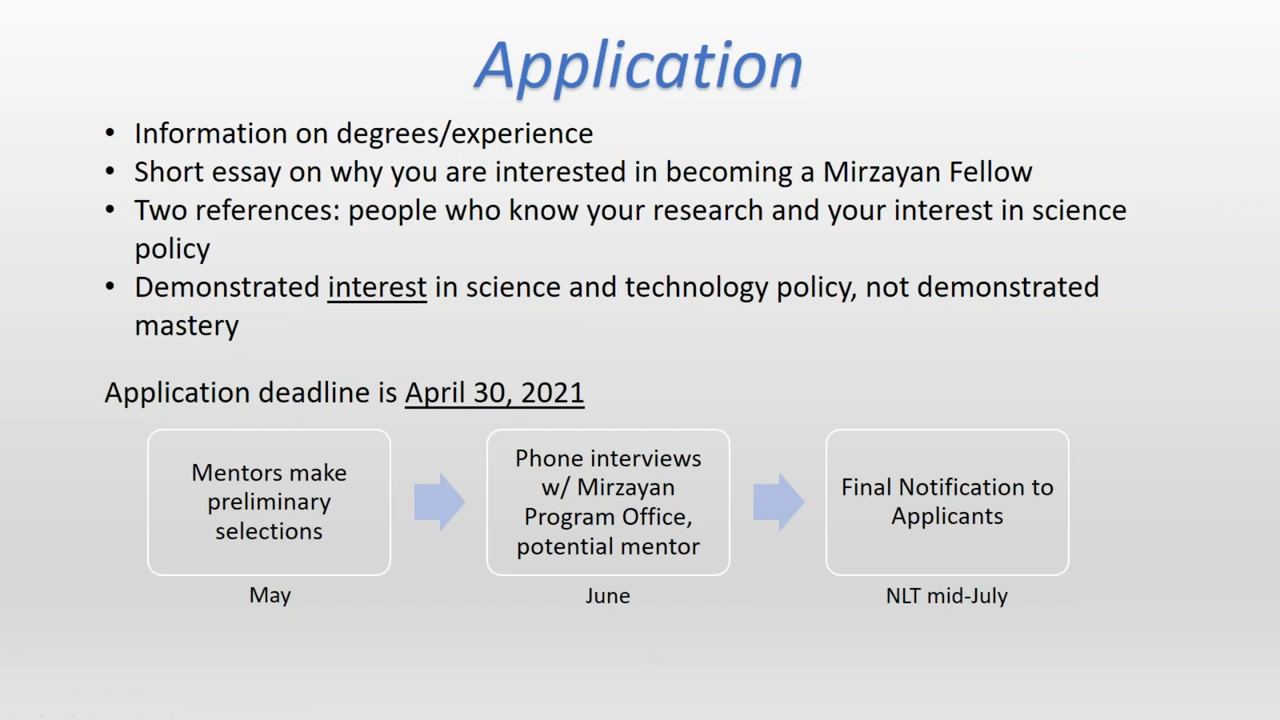 Application
• Information on degrees/experience
• Short essay on why you are interested in becoming a Mirzayan Fellow
• Two references: people who know your research and your interest in science
policy
• Demonstrated interest in science and technology policy, not demonstrated
mastery
Application deadline is April 30, 2021
Mentors make
preliminary
selections
May
Phone interviews
w/ Mirzayan
Program Office,
potential mentor
June
Final Notification to
Applicants
NLT mid-July